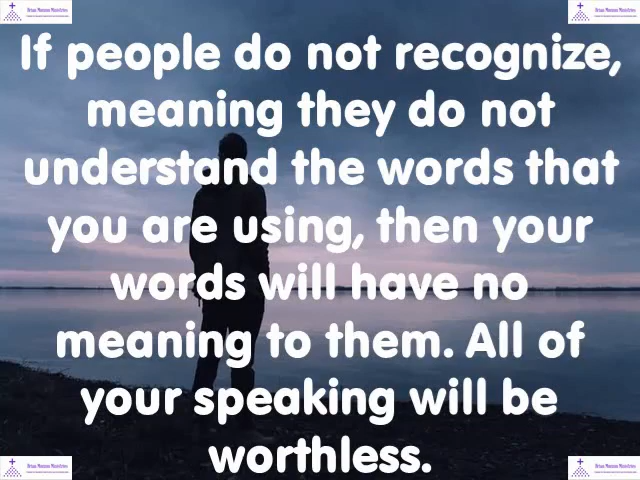 If people do not recognize,
meaning they do not
understand the words that
you are using, then your
words will have no
meaning to them. All of
your speaking will be
worthless.